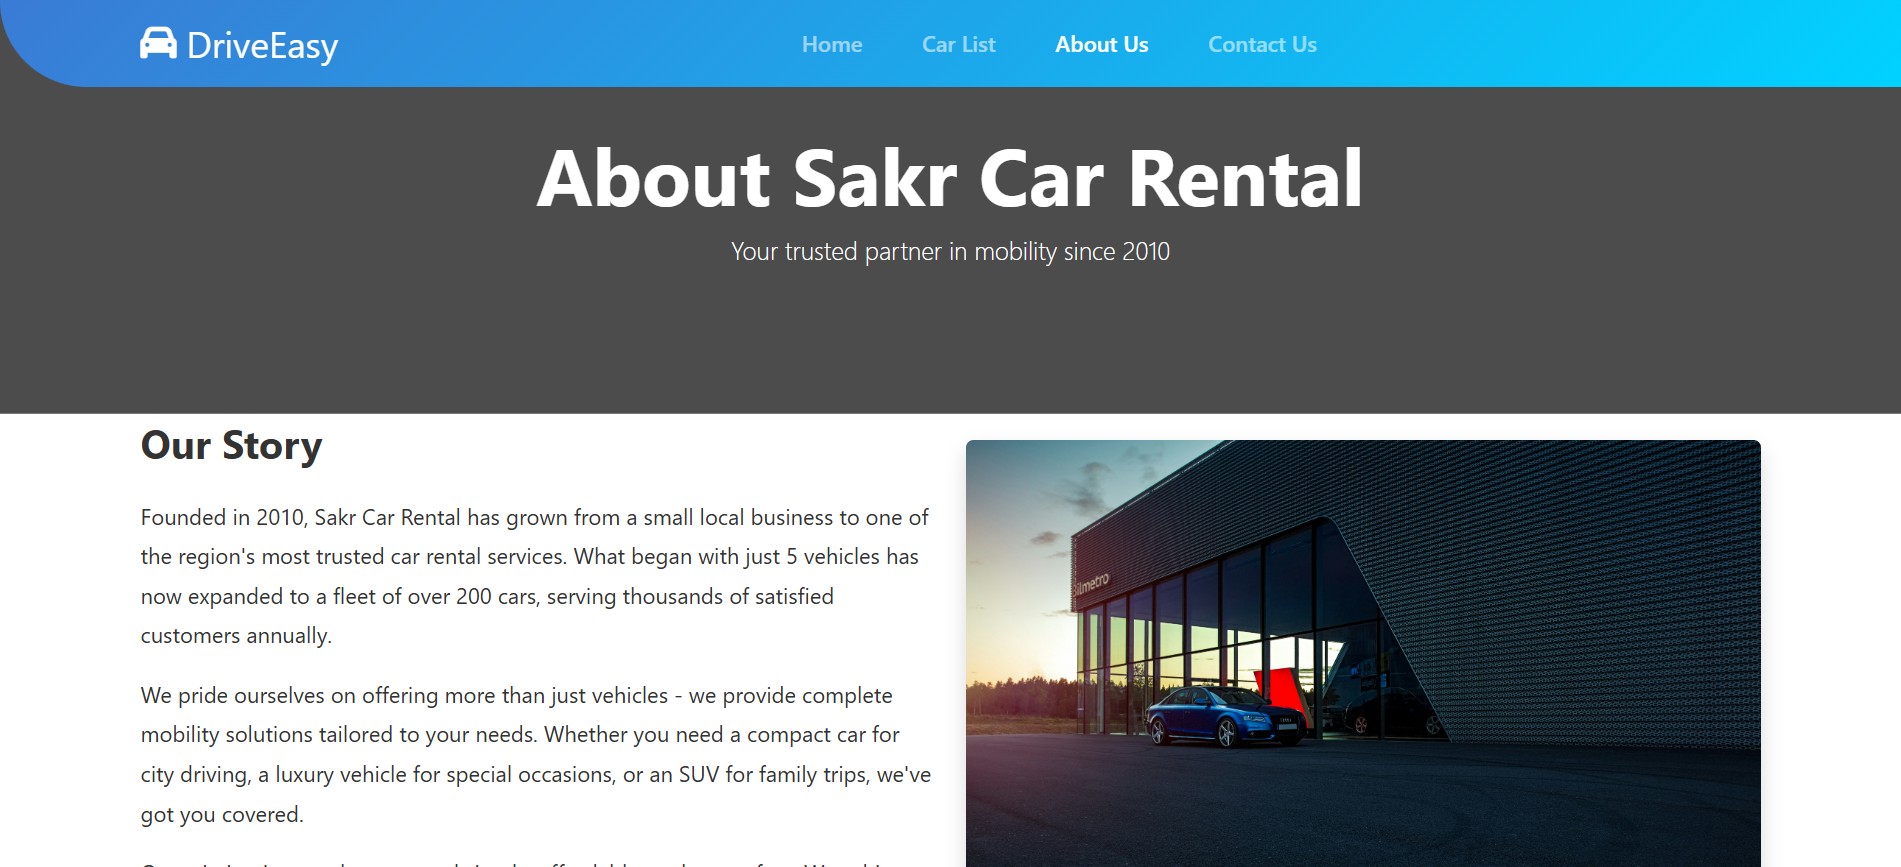 DriveEasy
Home
Car List
About Us
Contact Us
About Sakr Car Rental
Your trusted partner in mobility since 2010
Our Story
Founded in 2010, Sakr Car Rental has grown from a small local business to one of
the region's most trusted car rental services. What began with just 5 vehicles has
now expanded to a fleet of over 200 cars, serving thousands of satisfied
customers annually.
We pride ourselves on offering more than just vehicles - we provide complete
mobility solutions tailored to your needs. Whether you need a compact car for
city driving, a luxury vehicle for special occasions, or an SUV for family trips, we've
got you covered.